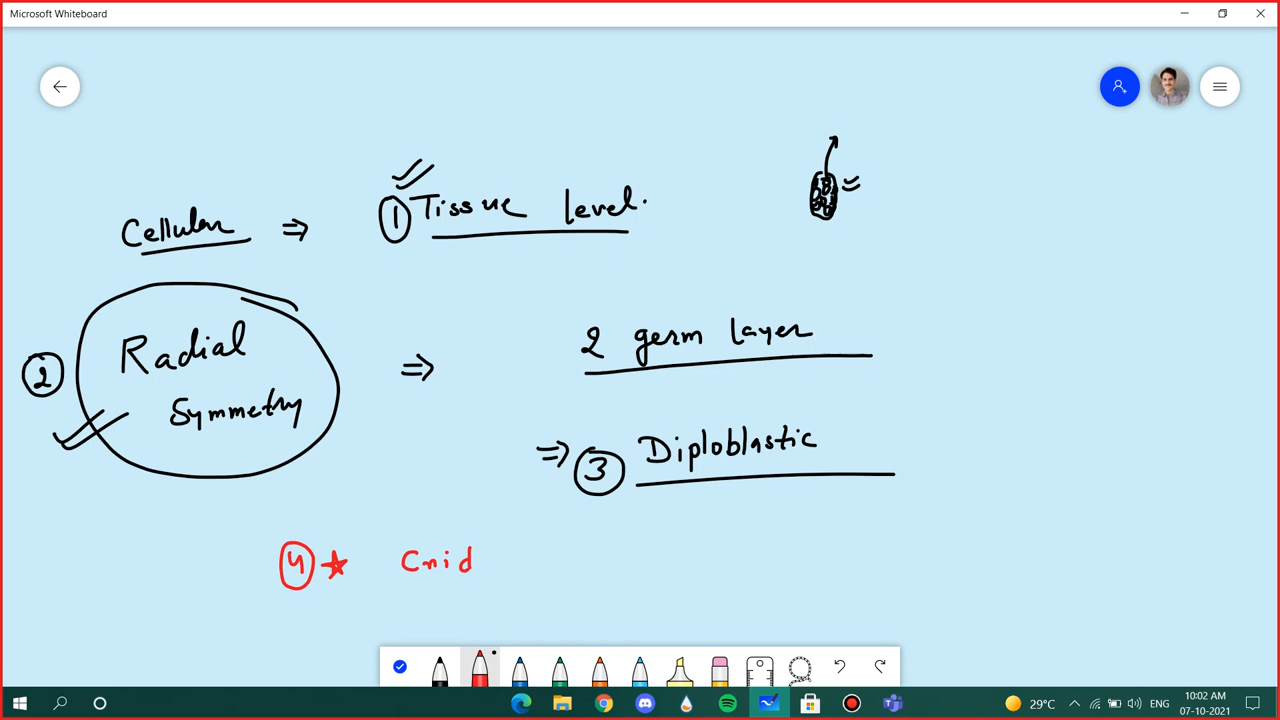 Microsoft Whiteboard
Cellular ⇒ ① Tissue level.
② Radial Symmetry ⇒ 2 germ layer
⇒ ③ Diploblastic
④ ★ Cnid
29°C ENG 10:02 AM
07-10-2021